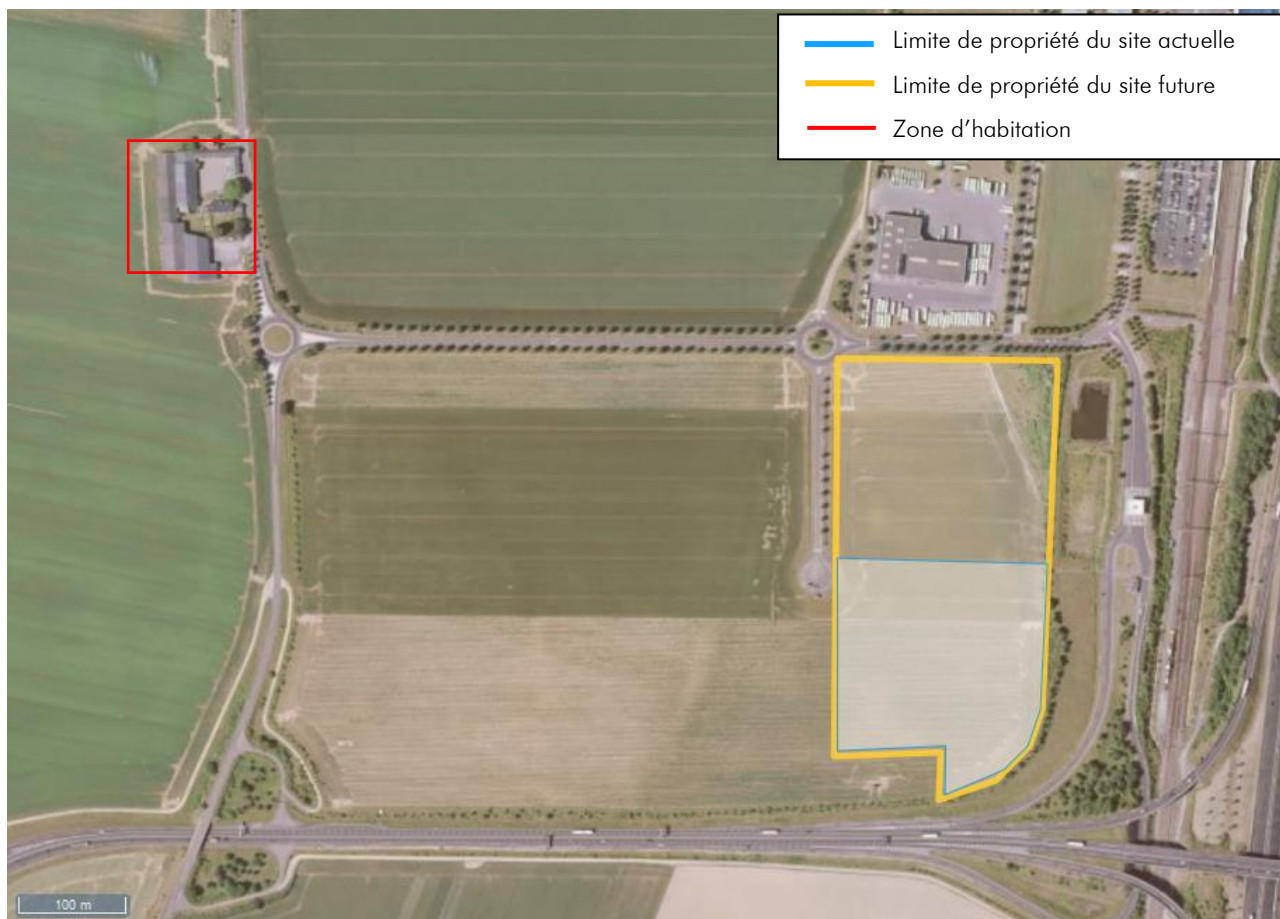 Limite de propriété du site actuelle
Limite de propriété du site future
Zone d'habitation
100 m